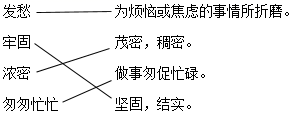 发愁 为烦恼或焦虑的事情所折磨。
牢固 茂密，稠密。
浓密 做事匆促忙碌。
匆匆忙忙 坚固，结实。